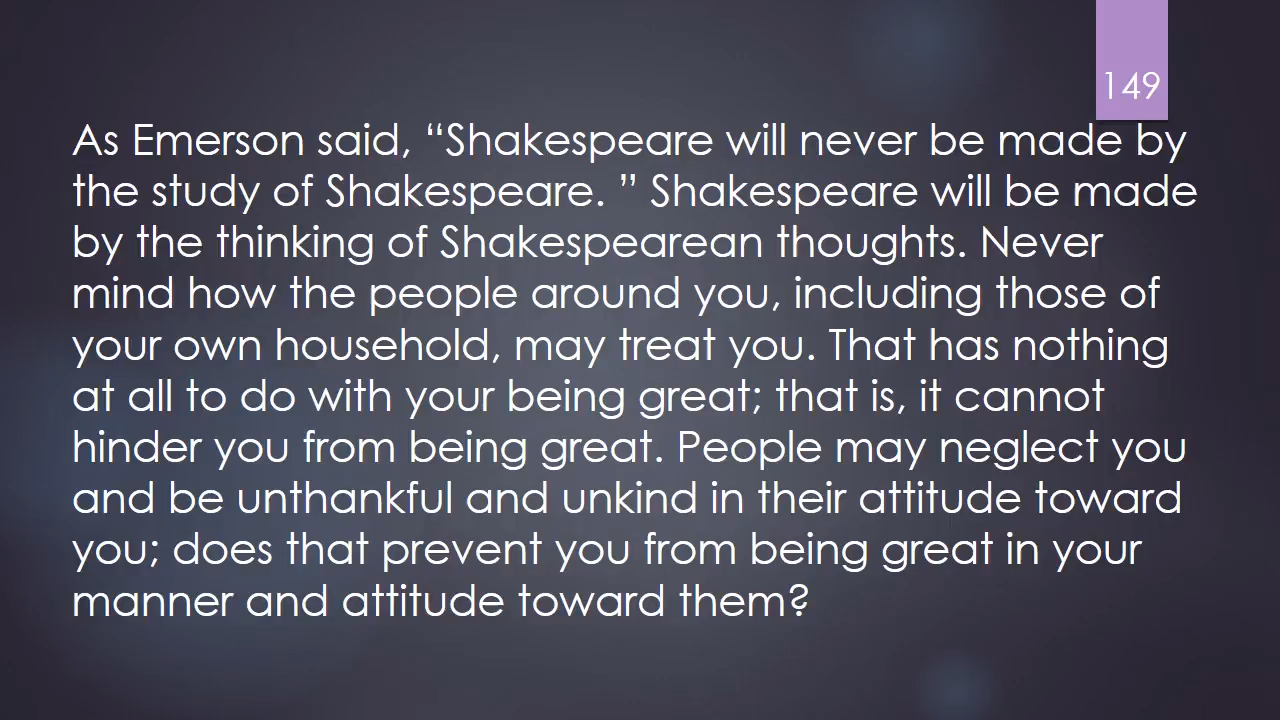 149
As Emerson said, “Shakespeare will never be made by
the study of Shakespeare. ” Shakespeare will be made
by the thinking of Shakespearean thoughts. Never
mind how the people around you, including those of
your own household, may treat you. That has nothing
at all to do with your being great; that is, it cannot
hinder you from being great. People may neglect you
and be unthankful and unkind in their attitude toward
you; does that prevent you from being great in your
manner and attitude toward them?